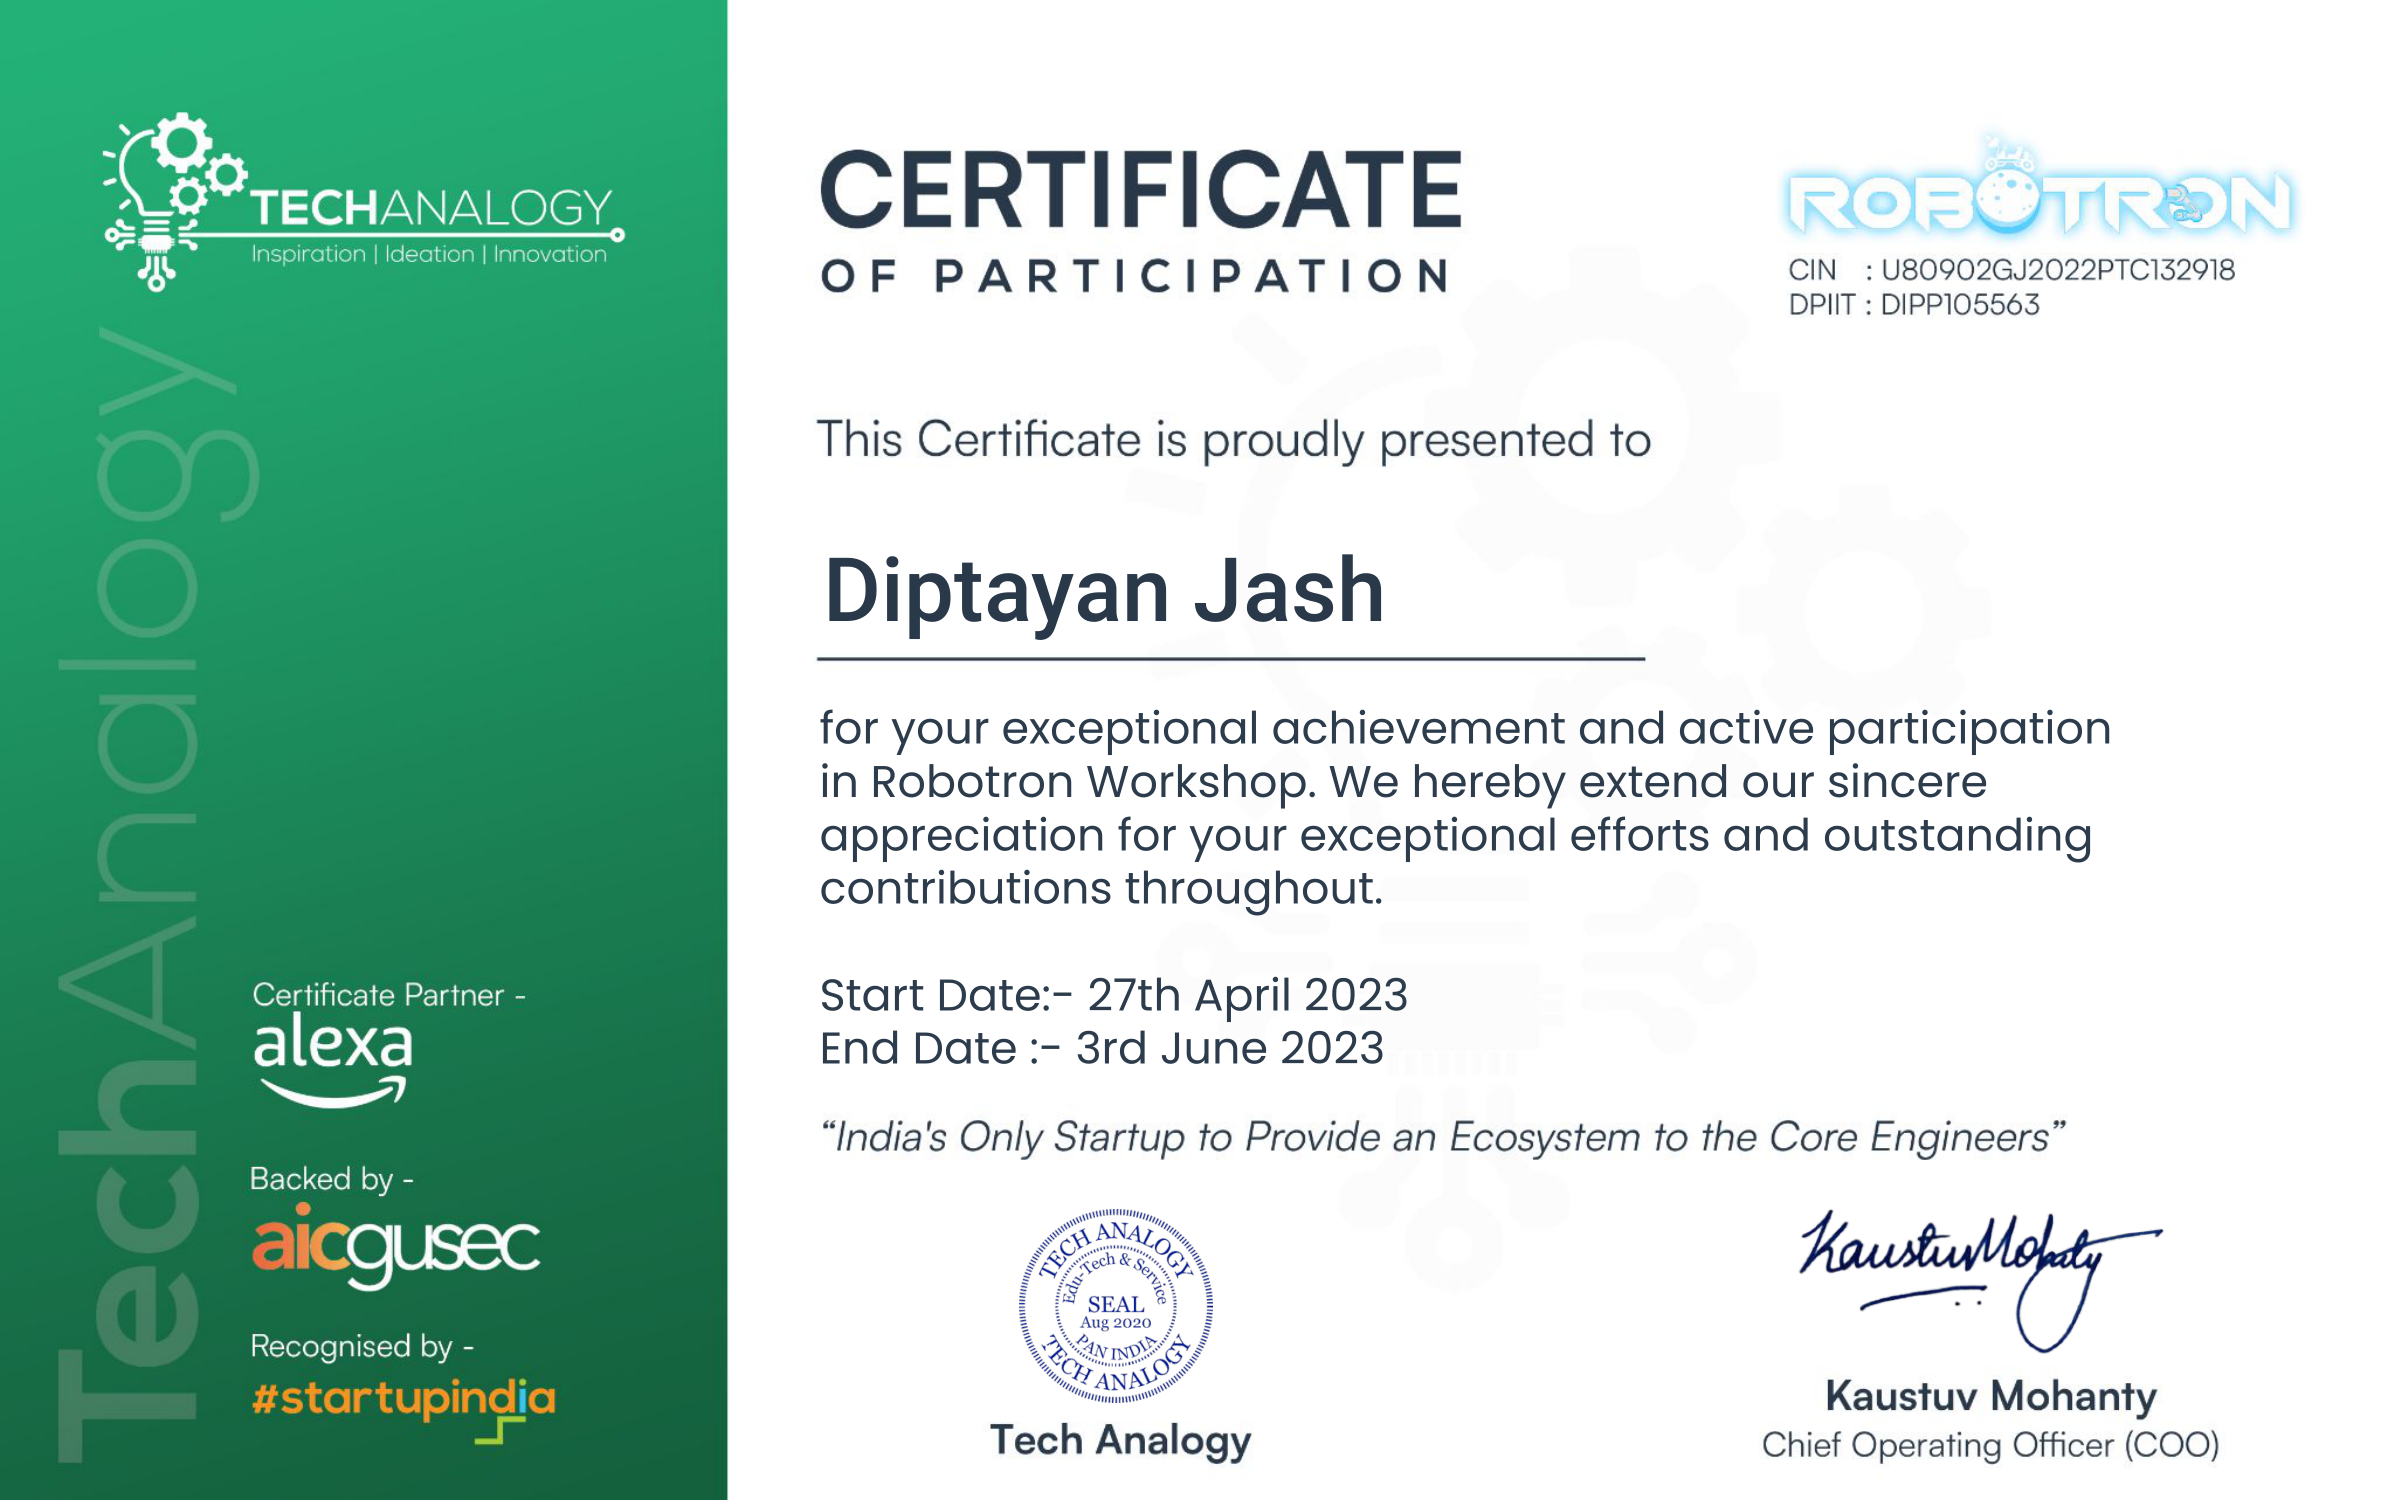 TECHANALOGY
Inspiration | Ideation | Innovation
TechAnalogy
Certificate Partner -
alexa
Backed by -
aicgusec
Recognised by -
#startupindia
CERTIFICATE
OF PARTICIPATION
ROBOTRON
CIN : U80902GJ2022PTC132918
DPIIT : DIPP105563
This Certificate is proudly presented to
Diptayan Jash
for your exceptional achievement and active participation
in Robotron Workshop. We hereby extend our sincere
appreciation for your exceptional efforts and outstanding
contributions throughout.
Start Date:- 27th April 2023
End Date :- 3rd June 2023
“India's Only Startup to Provide an Ecosystem to the Core Engineers”
TECH ANALOGY
Edu-Tech & Service
SEAL
Aug 2020
PAN INDIA
TECH ANALOGY
Tech Analogy
Kaustuv Mohanty
Kaustuv Mohanty
Chief Operating Officer (COO)